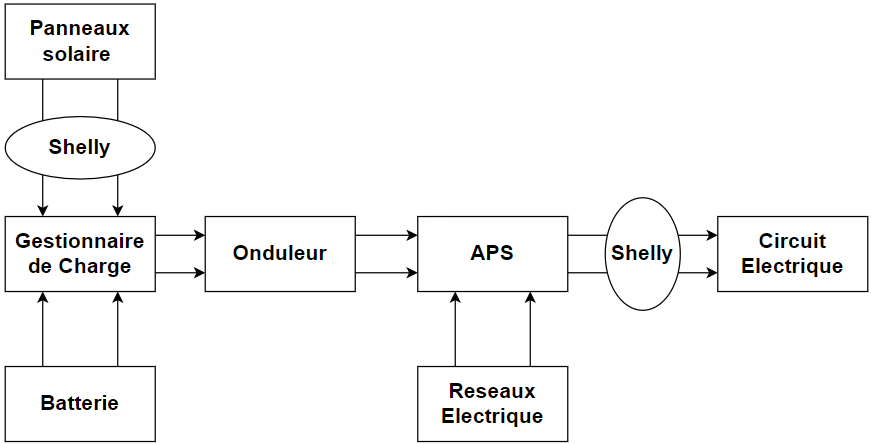 Panneaux
solaire
Shelly
Gestionnaire
de Charge
Onduleur
APS
Shelly
Circuit
Electrique
Batterie
Reseaux
Electrique